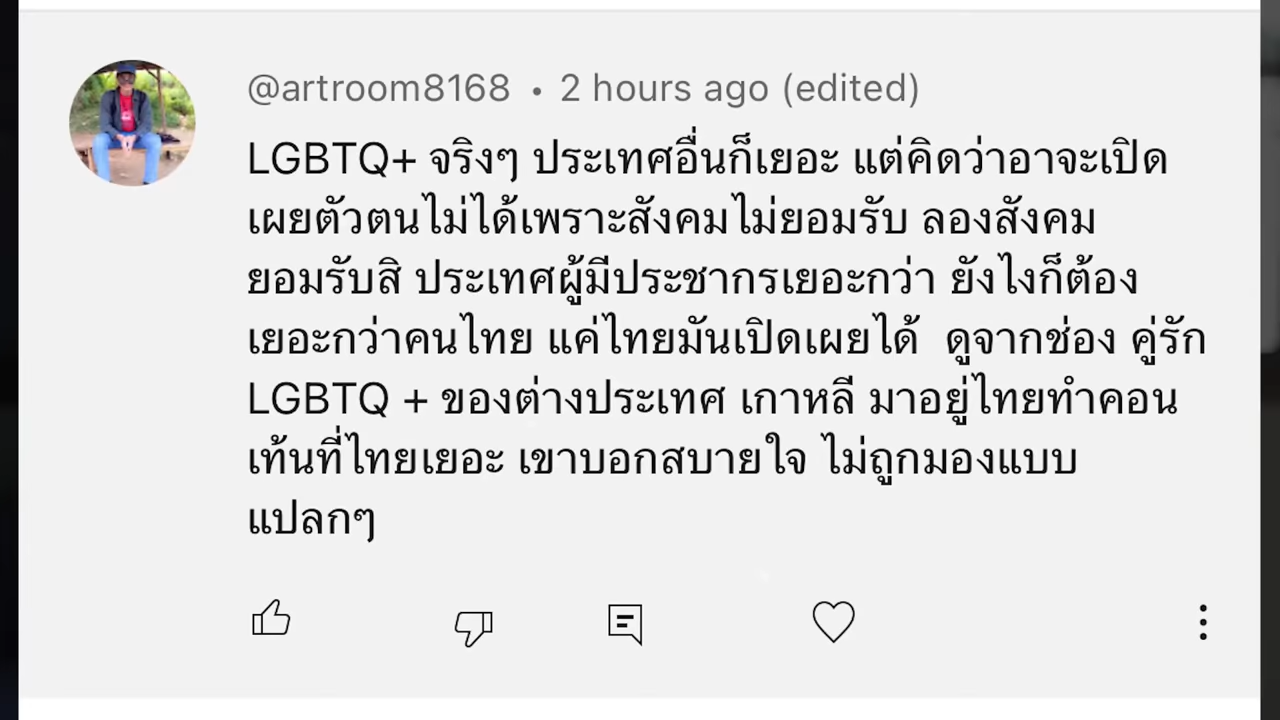 @artroom8168 • 2 hours ago (edited)
LGBTQ+ จริงๆ ประเทศอื่นก็เยอะ แต่คิดว่าอาจะเปิด
เผยตัวตนไม่ได้เพราะสังคมไม่ยอมรับ ลองสังคม
ยอมรับสิ ประเทศผู้มีประชากรเยอะกว่า ยังไงก็ต้อง
เยอะกว่าคนไทย แค่ไทยมันเปิดเผยได้  ดูจากช่อง คู่รัก
LGBTQ + ของต่างประเทศ เกาหลี มาอยู่ไทยทำคอน
เท้นที่ไทยเยอะ เขาบอกสบายใจ ไม่ถูกมองแบบ
แปลกๆ